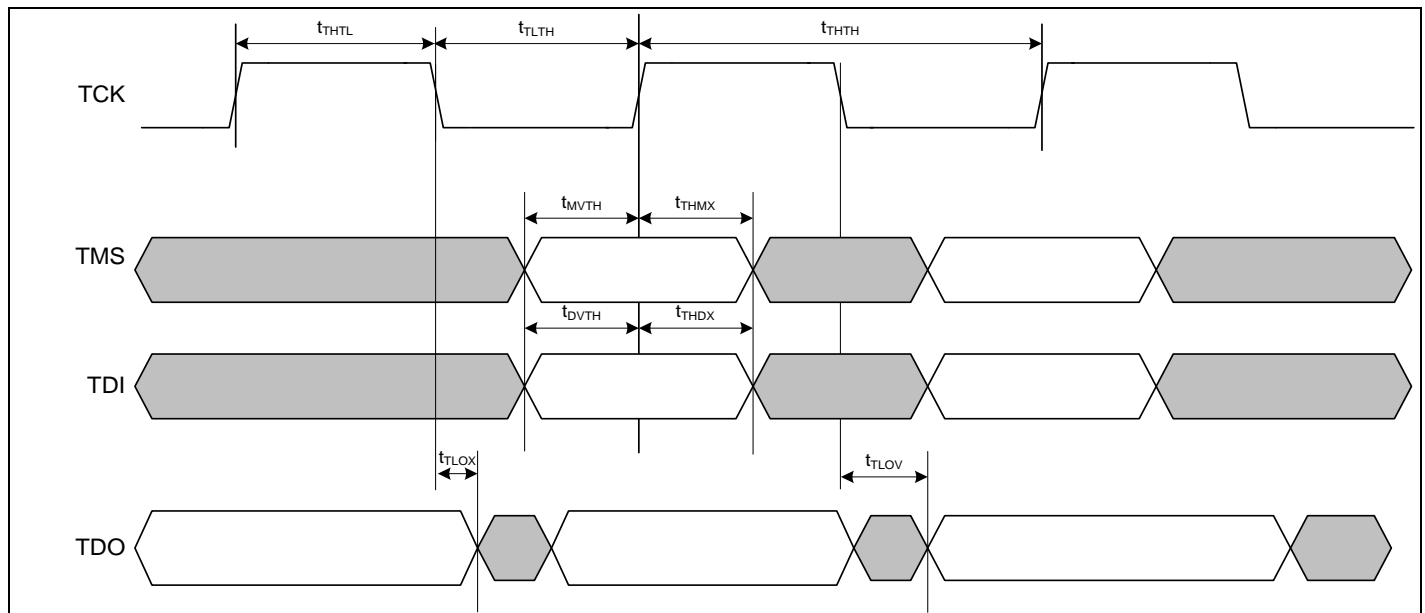 tTHTL tTLTH tTHTH
TCK
tMVTH tTHMX
TMS
tDVTH tTHDX
TDI
tTLOX tTLOV
TDO